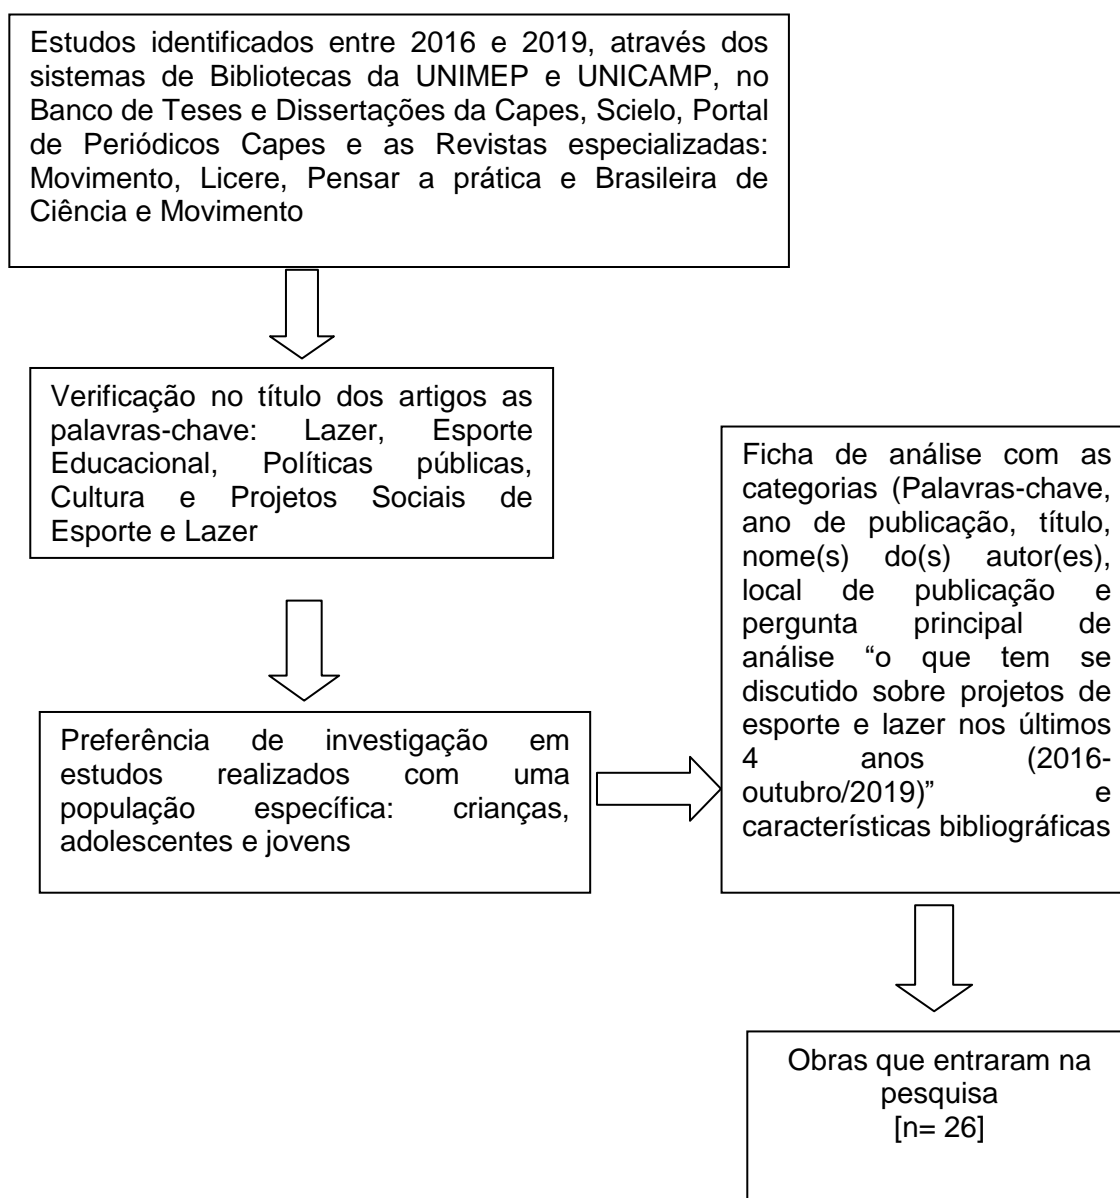 Estudos identificados entre 2016 e 2019, através dos
sistemas de Bibliotecas da UNIMEP e UNICAMP, no
Banco de Teses e Dissertações da Capes, Scielo, Portal
de Periódicos Capes e as Revistas especializadas:
Movimento, Licere, Pensar a prática e Brasileira de
Ciência e Movimento
Verificação no título dos artigos as
palavras-chave: Lazer, Esporte
Educacional, Políticas públicas,
Cultura e Projetos Sociais de
Esporte e Lazer
Preferência de investigação em
estudos realizados com uma
população específica: crianças,
adolescentes e jovens
Ficha de análise com as
categorias (Palavras-chave,
ano de publicação, título,
nome(s) do(s) autor(es),
local de publicação e
pergunta principal de
análise “o que tem se
discutido sobre projetos de
esporte e lazer nos últimos
4 anos (2016-
outubro/2019)” e
características bibliográficas
Obras que entraram na
pesquisa
[n= 26]